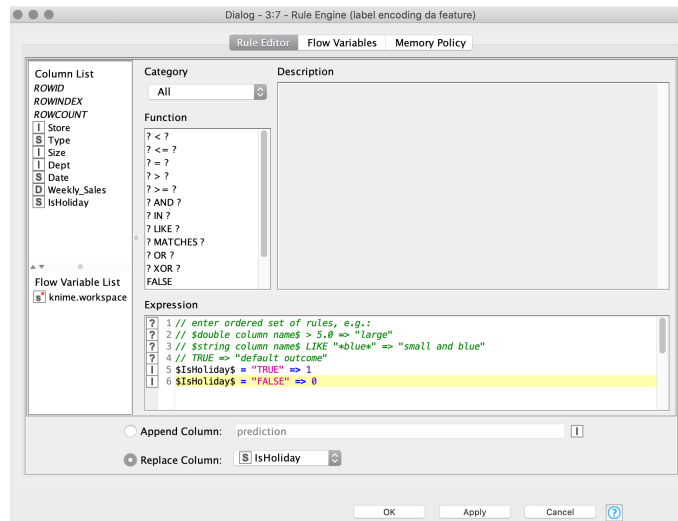 Dialog - 3:7 - Rule Engine (label encoding da feature)
Rule Editor Flow Variables Memory Policy
Column List
ROWID
ROWINDEX
ROWCOUNT
I Store
S Type
I Size
I Dept
S Date
D Weekly_Sales
S IsHoliday
Flow Variable List
s knime.workspace
Category
All
Function
? < ?
? <= ?
? = ?
? > ?
? >= ?
? AND ?
? IN ?
? LIKE ?
? MATCHES ?
? OR ?
? XOR ?
FALSE
Description
Expression
? 1 // enter ordered set of rules, e.g.:
? 2 // $double column name$ > 5.0 => "large"
? 3 // $string column name$ LIKE "*blue*" => "small and blue"
? 4 // TRUE => "default outcome"
I 5 $IsHoliday$ = "TRUE" => 1
I 6 $IsHoliday$ = "FALSE" => 0
Append Column: prediction I
Replace Column: S IsHoliday
OK Apply Cancel ?